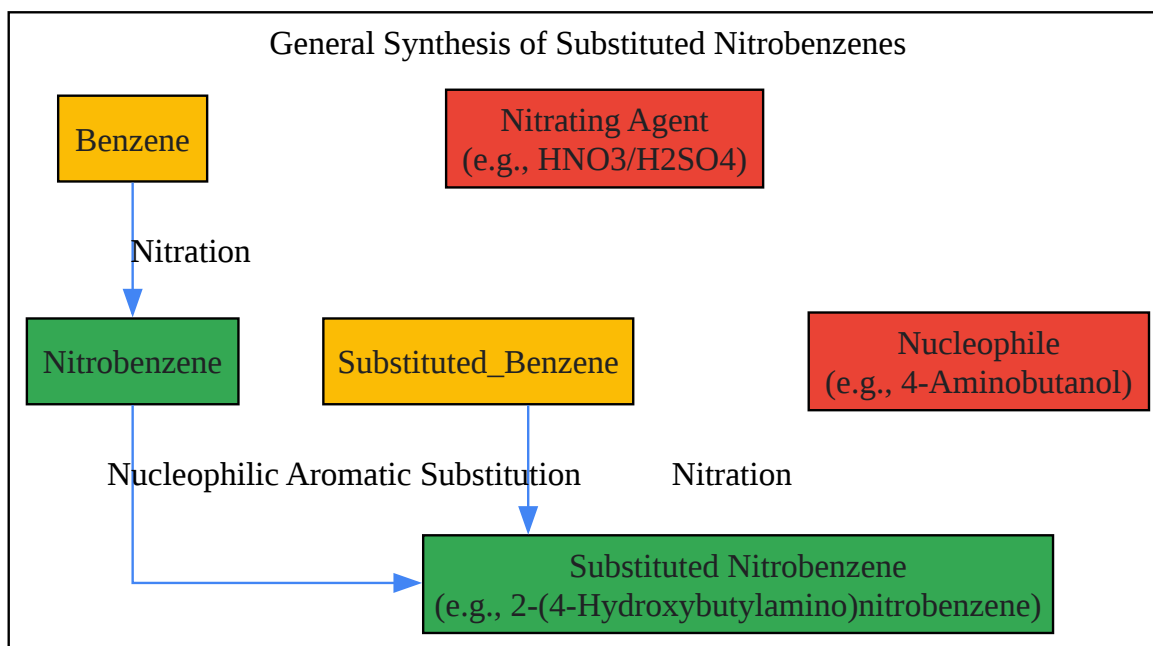 General Synthesis of Substituted Nitrobenzenes
Benzene
Nitrating Agent
(e.g., HNO3/H2SO4)
Nitration
Nitrobenzene
Substituted_Benzene
Nucleophile
(e.g., 4-Aminobutanol)
Nucleophilic Aromatic Substitution
Nitration
Substituted Nitrobenzene
(e.g., 2-(4-Hydroxybutylamino)nitrobenzene)